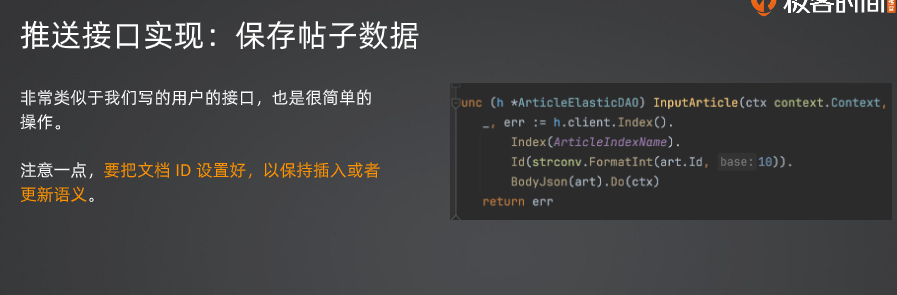 极客时间
推送接口实现：保存帖子数据
非常类似于我们写的用户的接口，也是很简单的
操作。
注意一点，要把文档 ID 设置好，以保持插入或者
更新语义。
unc (h *ArticleElasticDAO) InputArticle(ctx context.Context,
_, err := h.client.Index().
Index(ArticleIndexName).
Id(strconv.FormatInt(art.Id, base: 10)).
BodyJson(art).Do(ctx)
return err